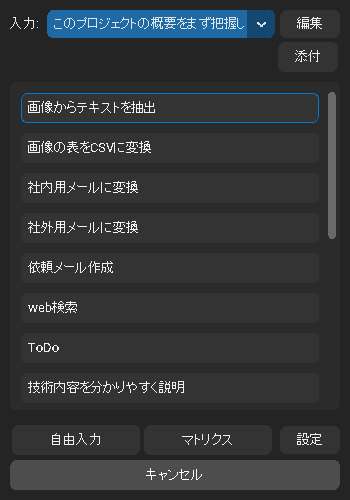 入力: このプロジェクトの概要をまず把握し 編集
添付
画像からテキストを抽出
画像の表をCSVに変換
社内用メールに変換
社外用メールに変換
依頼メール作成
web検索
ToDo
技術内容を分かりやすく説明
自由入力 マトリクス 設定
キャンセル